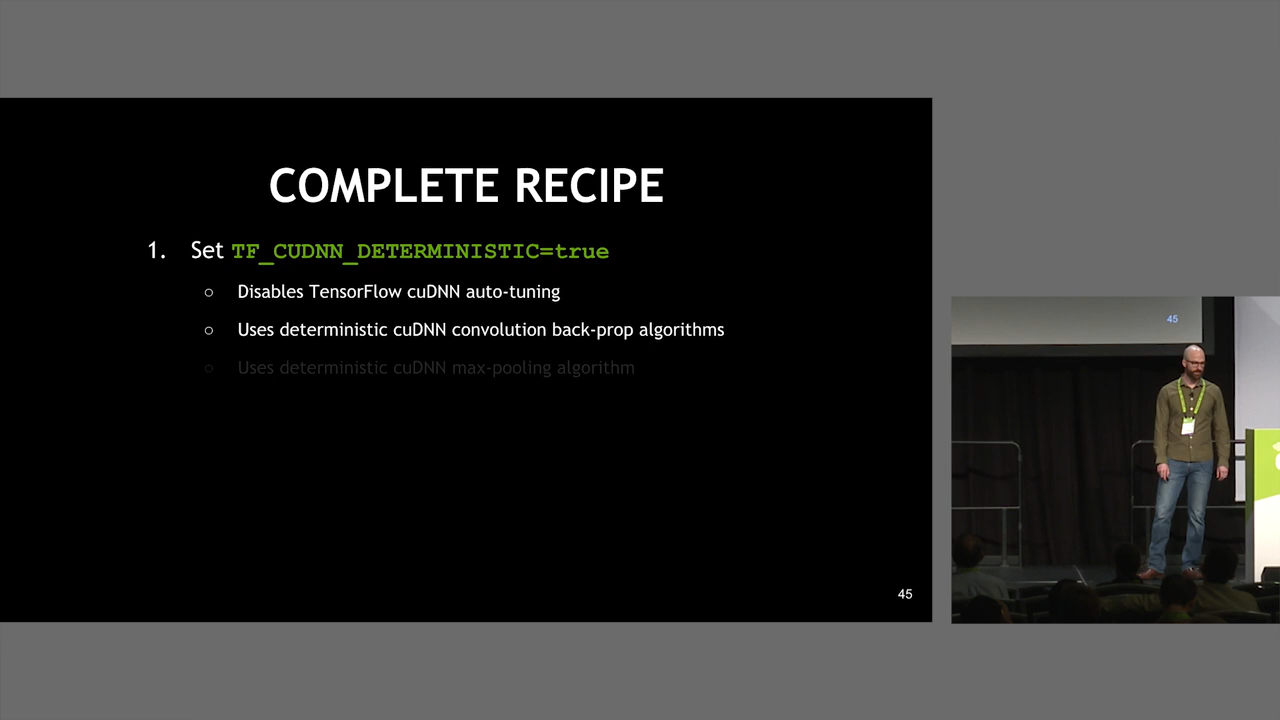 COMPLETE RECIPE
1. Set TF_CUDNN_DETERMINISTIC=true
○ Disables TensorFlow cuDNN auto-tuning
○ Uses deterministic cuDNN convolution back-prop algorithms
○ Uses deterministic cuDNN max-pooling algorithm
45
45